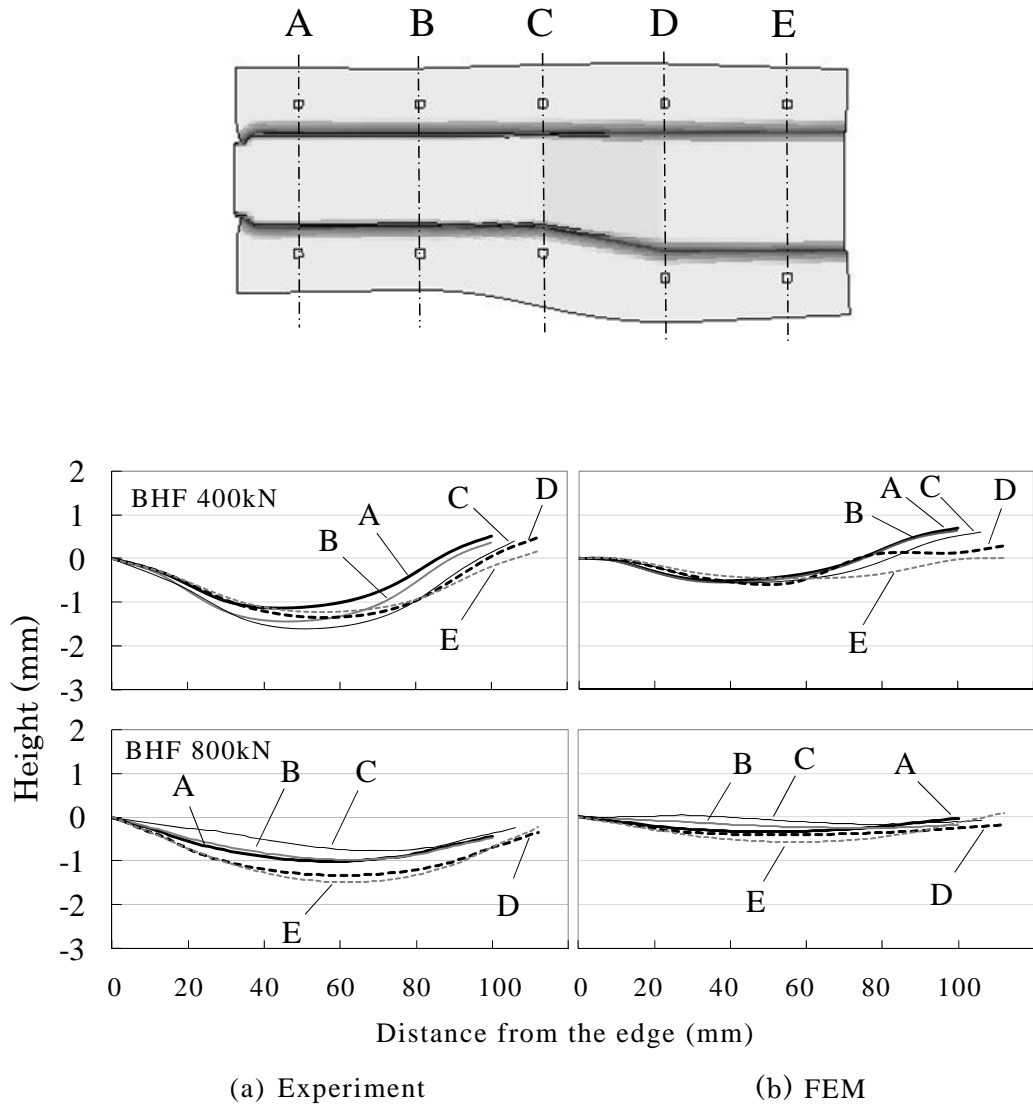 A B C D E
2
1
0
-1
-2
-3
BHF 400kN
A
B
C
D
E
A
B
C
D
E
2
1
0
-1
-2
-3
BHF 800kN
A
B
C
D
E
A
B
C
D
E
Height (mm)
0 20 40 60 80 100 0 20 40 60 80 100
Distance from the edge (mm)
(a) Experiment
(b) FEM